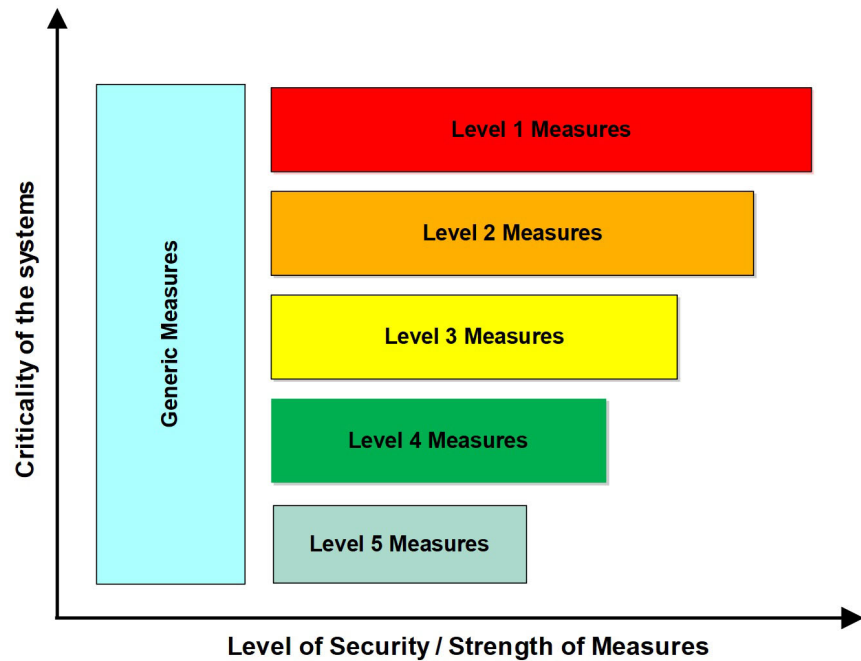 Criticality of the systems
Generic Measures
Level 1 Measures
Level 2 Measures
Level 3 Measures
Level 4 Measures
Level 5 Measures
Level of Security / Strength of Measures